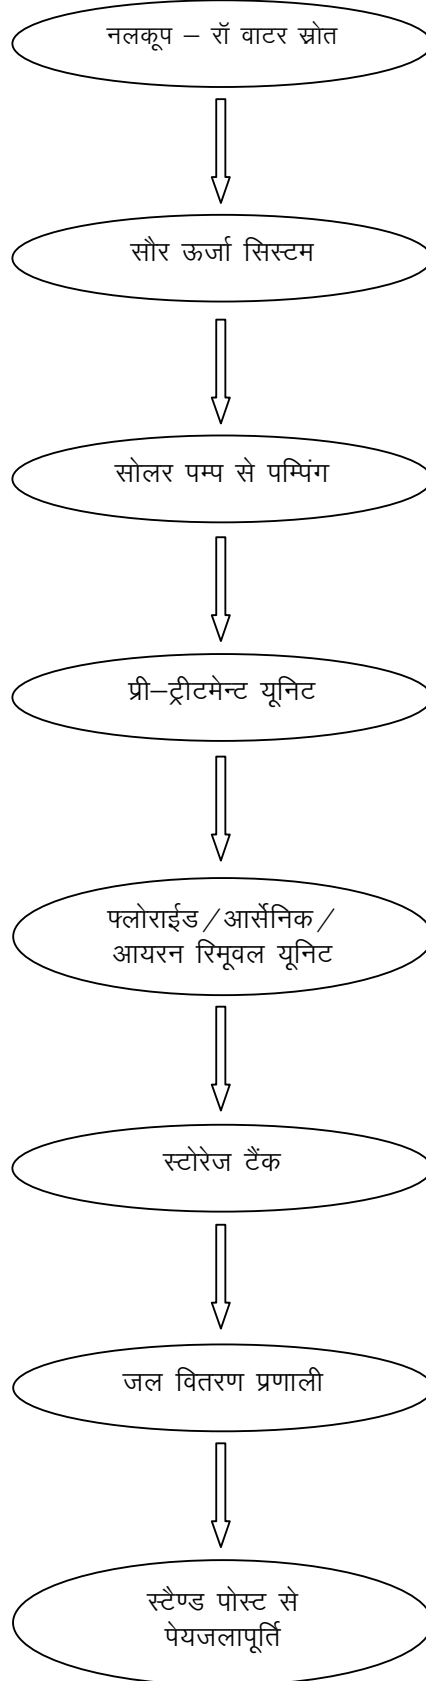 नलकूप – रॉ वाटर स्रोत
सौर ऊर्जा सिस्टम
सोलर पम्प से पम्पिंग
प्री–ट्रीटमेन्ट यूनिट
फ्लोराईड/आर्सेनिक/
आयरन रिमूवल यूनिट
स्टोरेज टैंक
जल वितरण प्रणाली
स्टैण्ड पोस्ट से
पेयजलापूर्ति